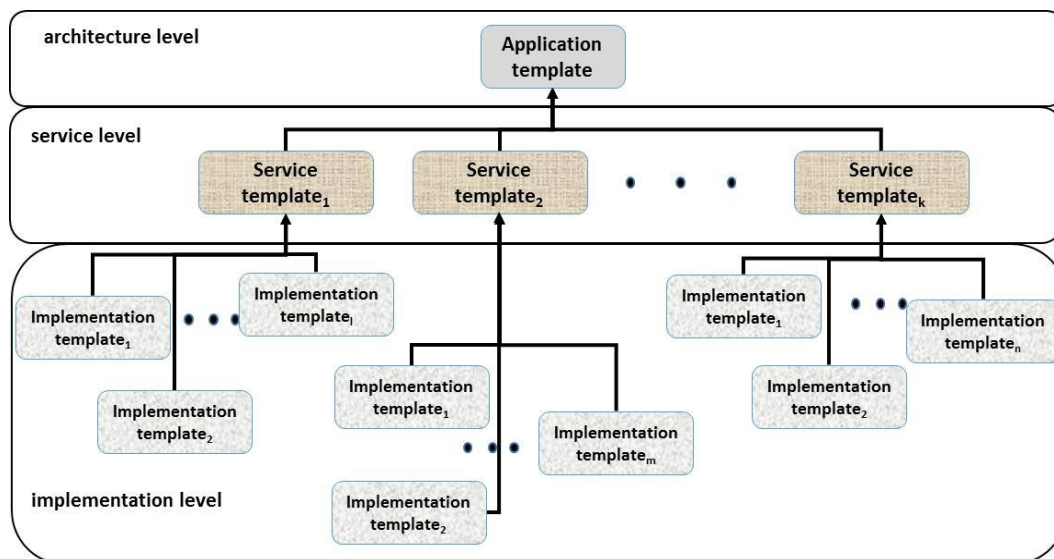 architecture level
Application
template
service level
Service
template₁
Service
template₂
Service
templateₖ
Implementation
template₁
Implementation
template₂
Implementation
templateₗ
Implementation
template₁
Implementation
template₂
Implementation
templateₘ
Implementation
template₁
Implementation
template₂
Implementation
templateₙ
implementation level